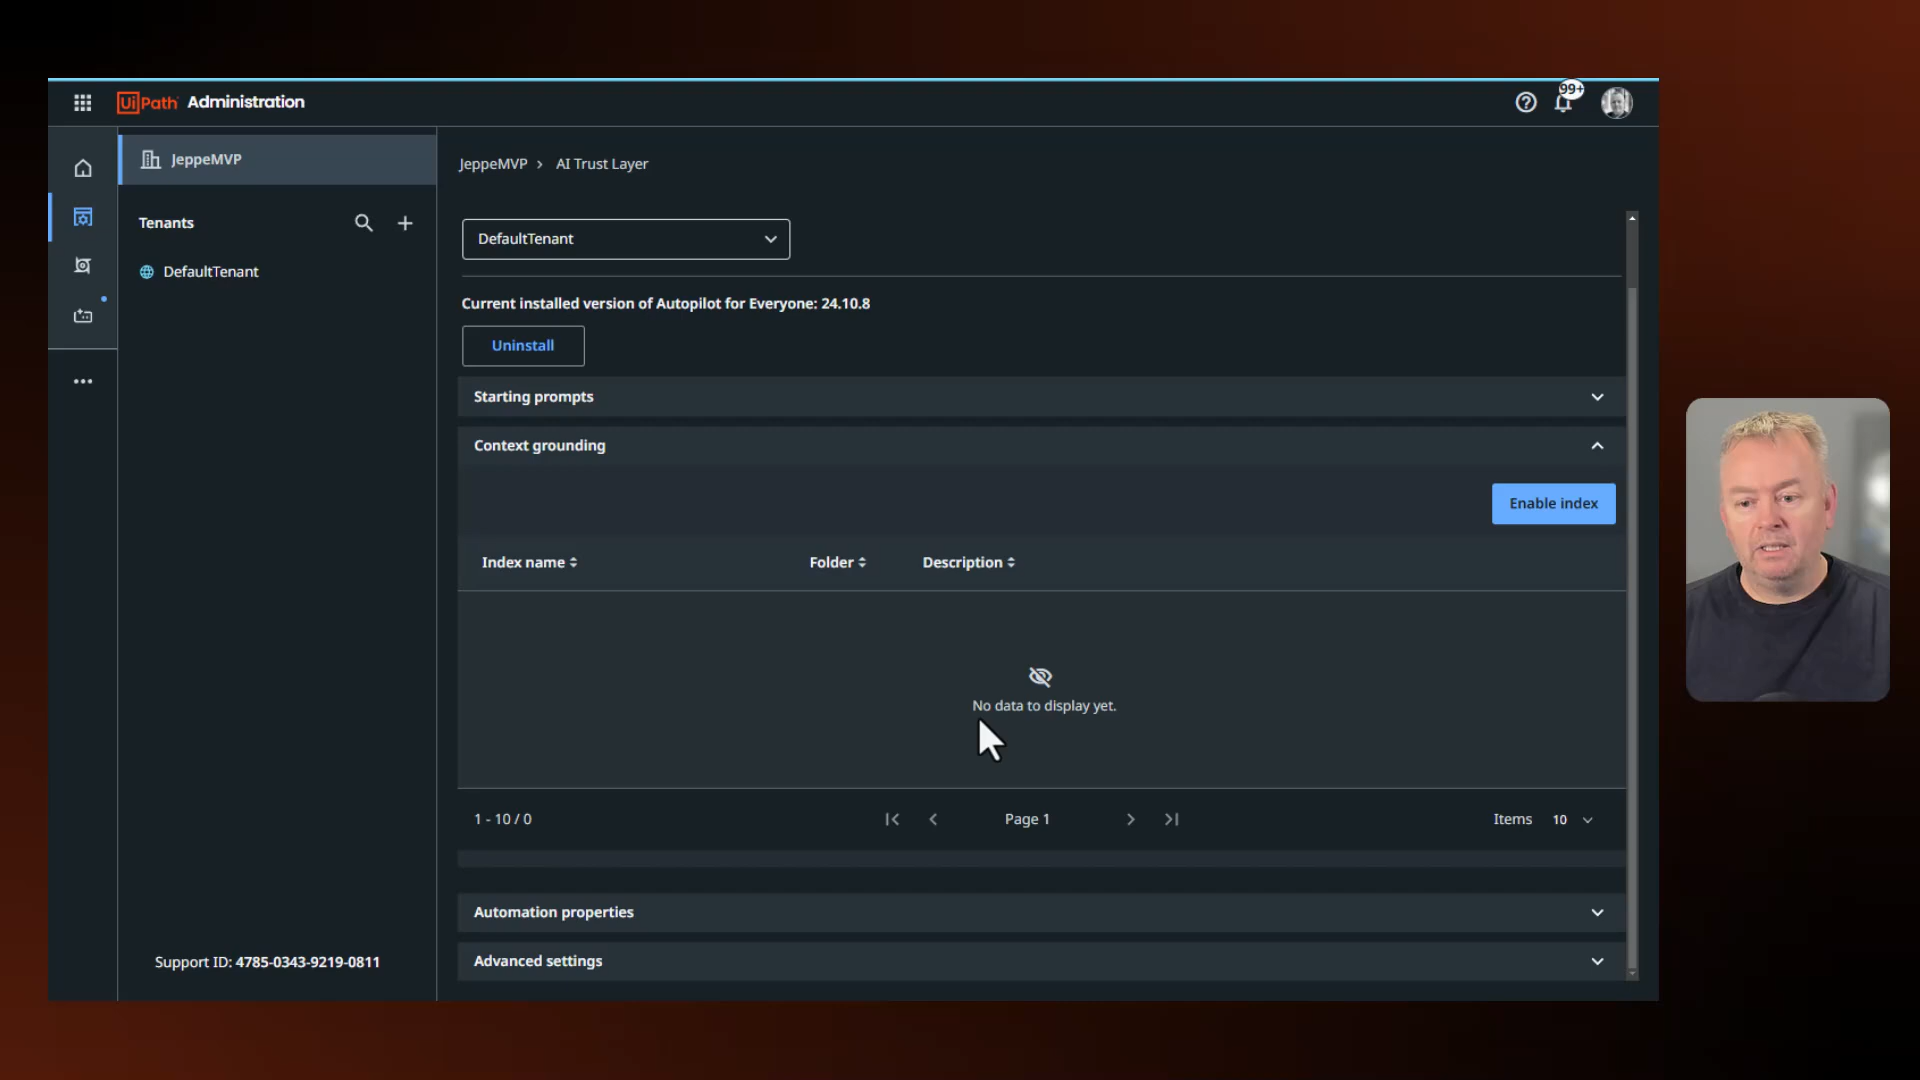 UiPath Administration
99+
JeppeMVP
JeppeMVP > AI Trust Layer
Tenants
DefaultTenant
DefaultTenant
Current installed version of Autopilot for Everyone: 24.10.8
Uninstall
Starting prompts
Context grounding
Enable index
Index name Folder Description
No data to display yet.
1 - 10 / 0 Page 1 Items 10
Automation properties
Advanced settings
Support ID: 4785-0343-9219-0811